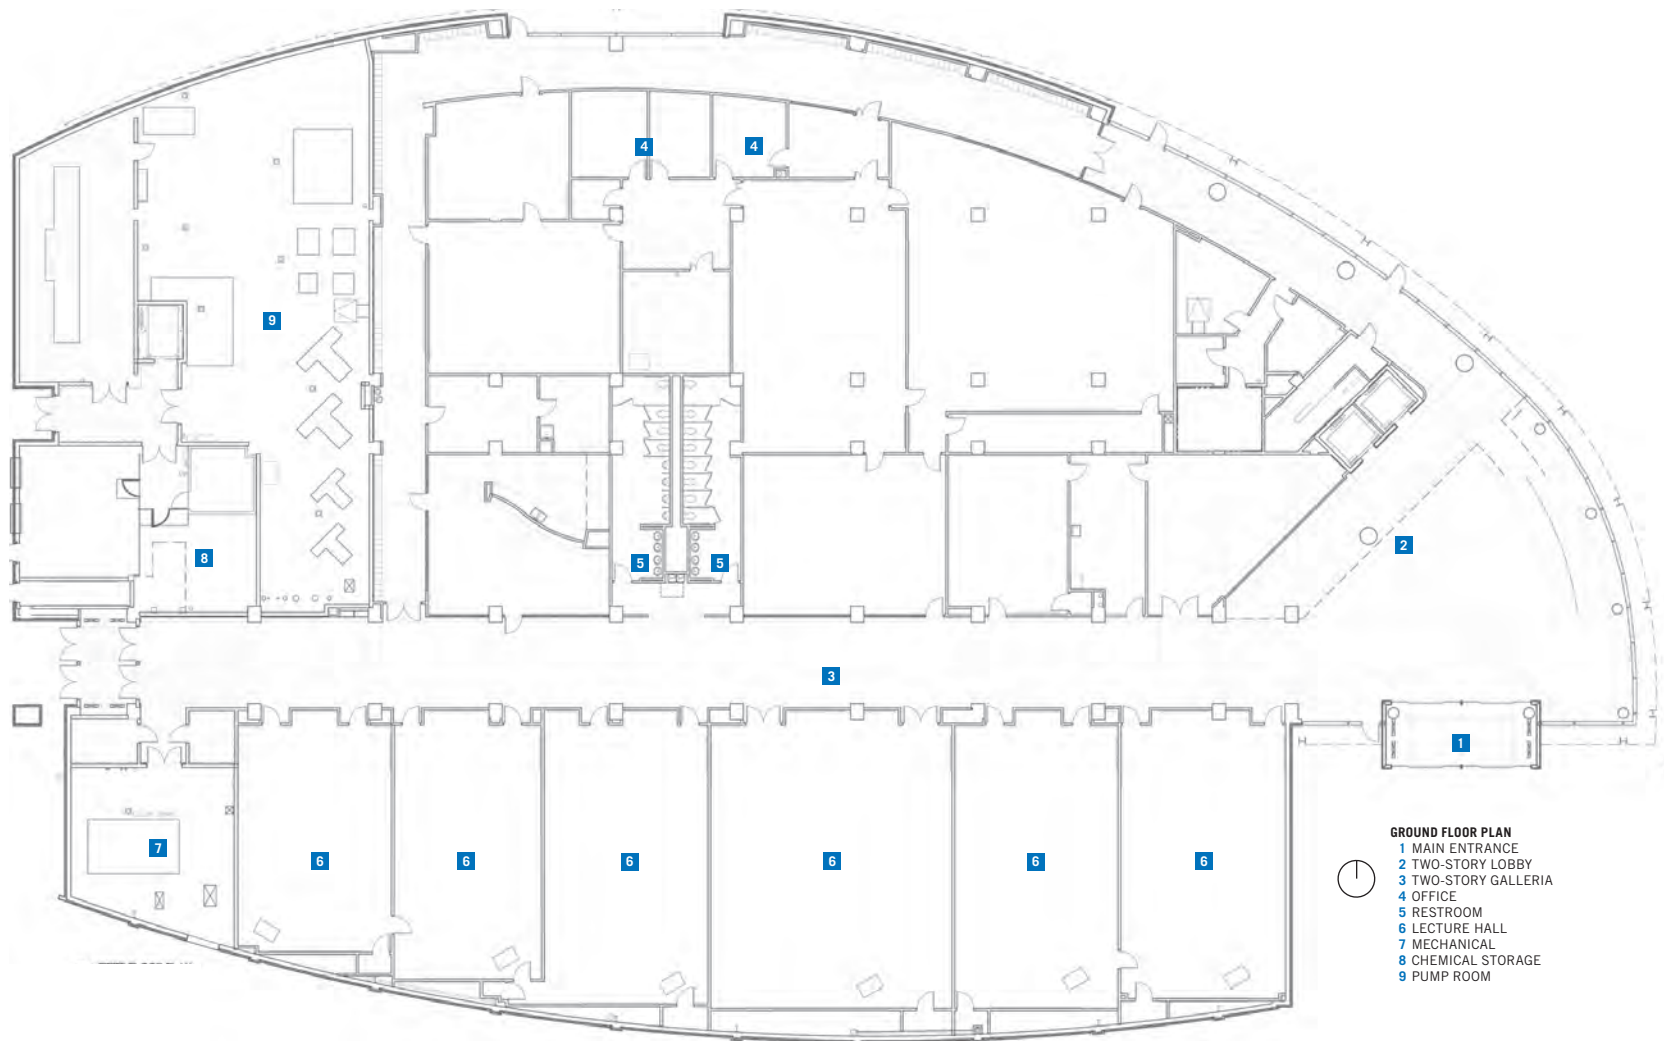 4 4
9
8 5 5 2
3
1
7 6 6 6 6 6 6
GROUND FLOOR PLAN
1 MAIN ENTRANCE
2 TWO-STORY LOBBY
3 TWO-STORY GALLERIA
4 OFFICE
5 RESTROOM
6 LECTURE HALL
7 MECHANICAL
8 CHEMICAL STORAGE
9 PUMP ROOM